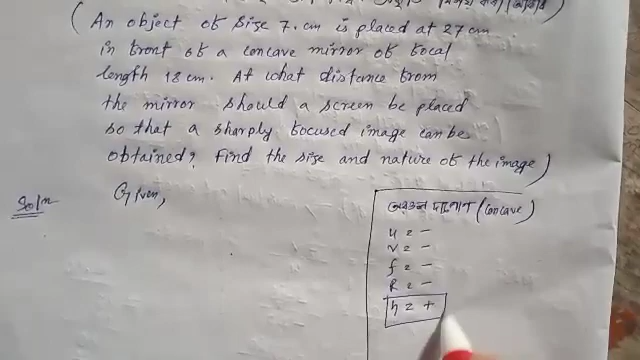 (An object of size 7.cm is placed at 27 cm
in front of a concave mirror of focal
length 18 cm. At what distance from
the mirror should a screen be placed
so that a sharply focused image can be
obtained? Find the size and nature of the image)
Soln
Given,
(Concave)
u = -
v = -
f = -
R = -
h = +